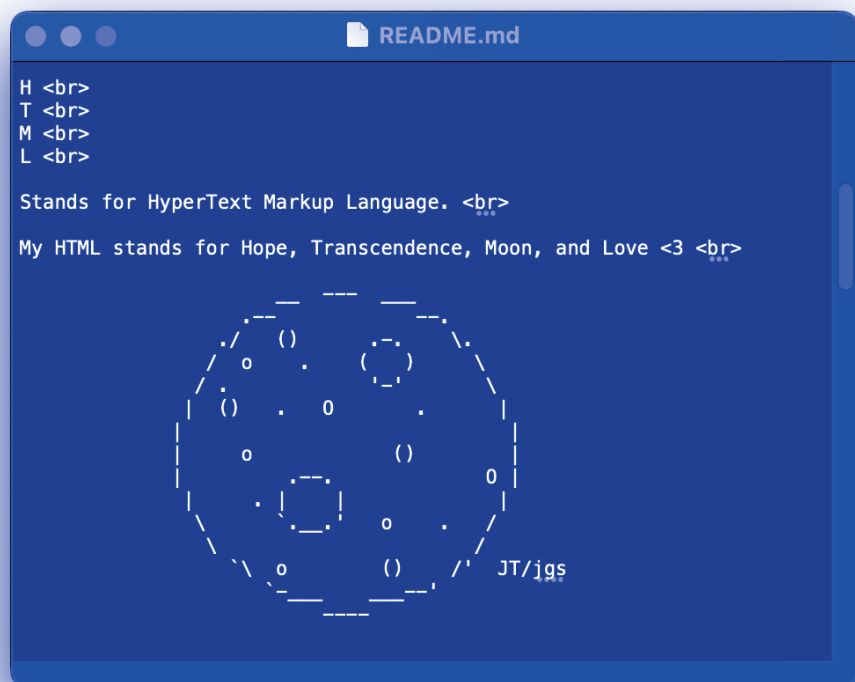 README.md
H <br>
T <br>
M <br>
L <br>
Stands for HyperText Markup Language. <br>
My HTML stands for Hope, Transcendence, Moon, and Love <3 <br>
JT/jgs